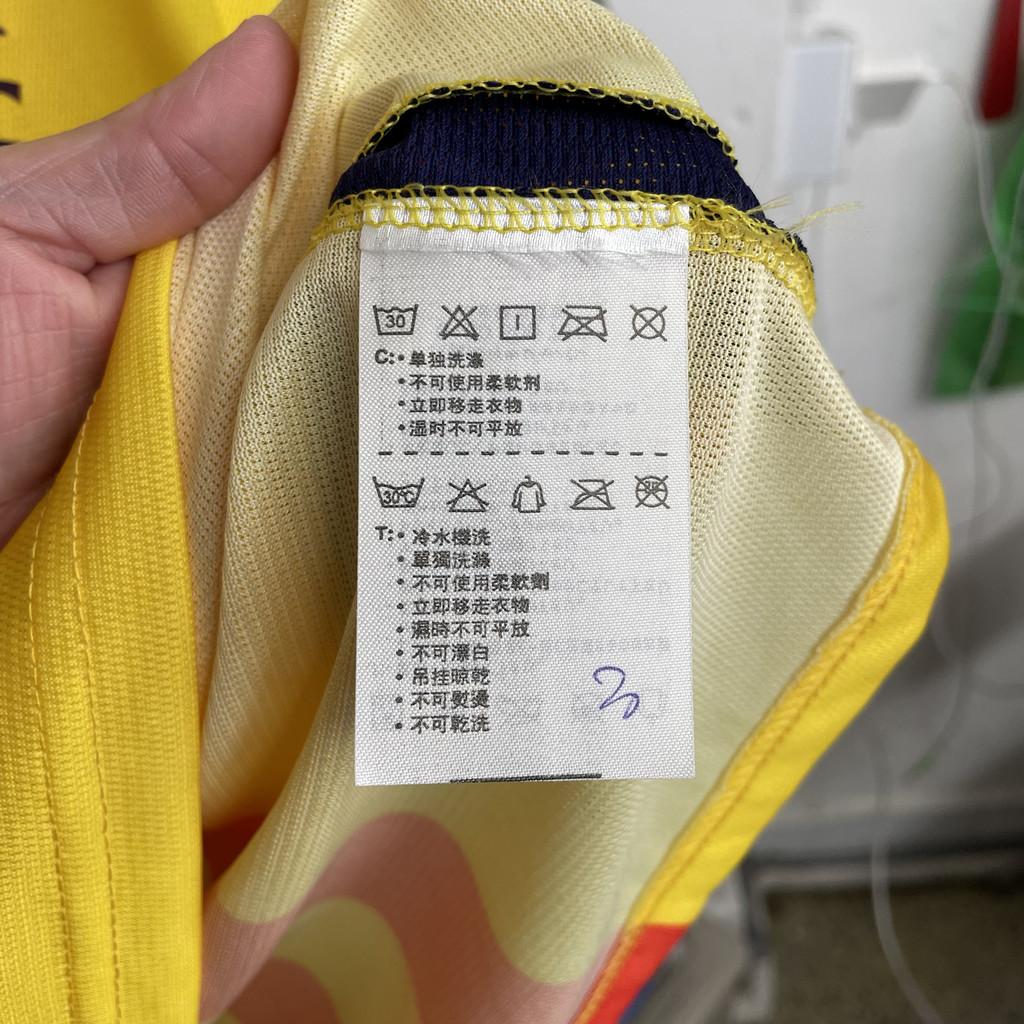 30
C:• 单独洗涤
• 不可使用柔軟剂
• 立即移走衣物
• 湿时不可平放
30℃
T:• 冷水機洗
• 單獨洗滌
• 不可使用柔軟劑
• 立即移走衣物
• 濕時不可平放
• 不可漂白
• 吊挂晾乾
• 不可熨燙
• 不可乾洗